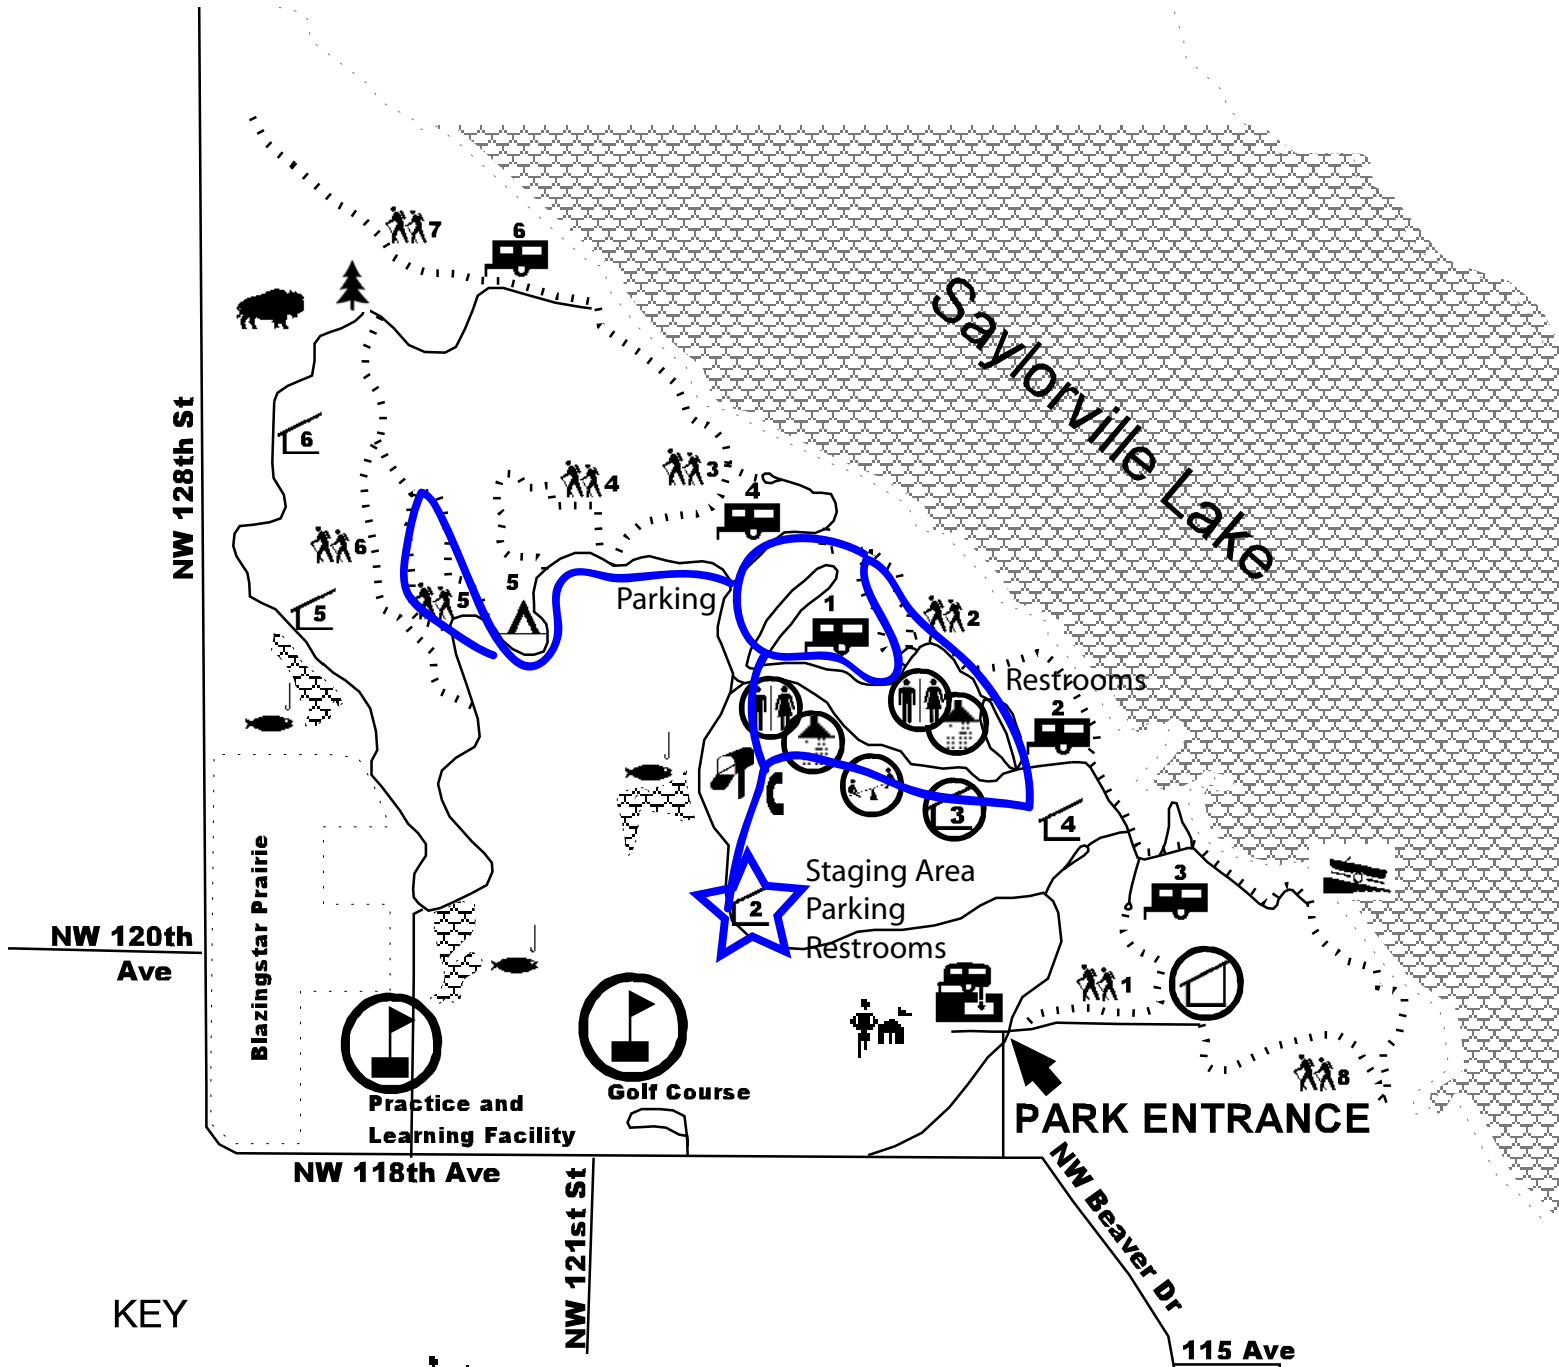 7
6
Saylorville Lake
NW 128th St
6
4
3
4
6
5
5
5
Parking
1
2
Restrooms
2
3
4
3
Blazingstar Prairie
Staging Area
2
Parking
Restrooms
NW 120th
Ave
1
Golf Course
8
Practice and
Learning Facility
PARK ENTRANCE
NW 118th Ave
NW 121st St
NW Beaver Dr
KEY
115 Ave